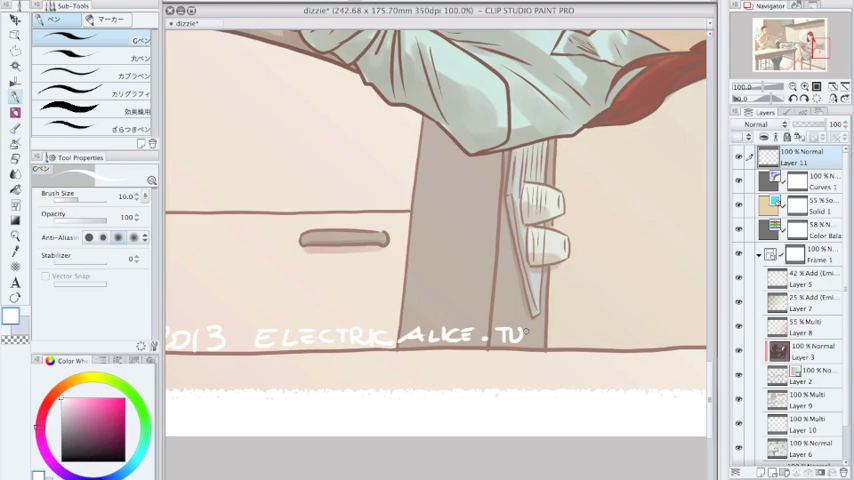 Sub-Tools
dizzie* (242.68 x 175.70mm 350dpi 100.0%) - CLIP STUDIO PAINT PRO
Navigator
ペン
マーカー
dizzie*
Gペン
丸ペン
カブラペン
カリグラフィ
効果線用
ざらつきペン
100.0
Layers
Normal
100
100 % Normal
Layer 11
Tool Properties
Gペン
100 % N...
Curves 1
Brush Size
10.0
55 % So...
Solid 1
Opacity
100
58 % N...
Color Bala
Anti-Aliasin
100 % N...
Frame 1
Stabilizer
0
Vector Snap
42 % Add (Emi...
Layer 5
25 % Add (Emi...
Layer 7
55 % Multi
Layer 8
2013 ELECTRICALICE.TU
100 % Normal
Layer 3
Color Whe
100 % No...
Layer 2
100 % Multi
Layer 9
100 % Multi
Layer 10
100 % Normal
Layer 6